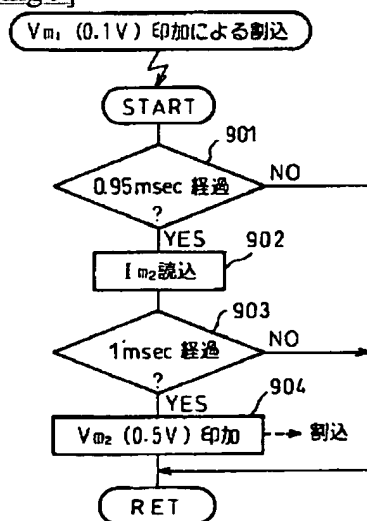 Vm₁ (0.1V) 印加による割込
START
901
0.95msec 経過
?
NO
YES
902
Im₂読込
903
1msec 経過
?
NO
YES
904
Vm₂ (0.5V) 印加
割込
RET